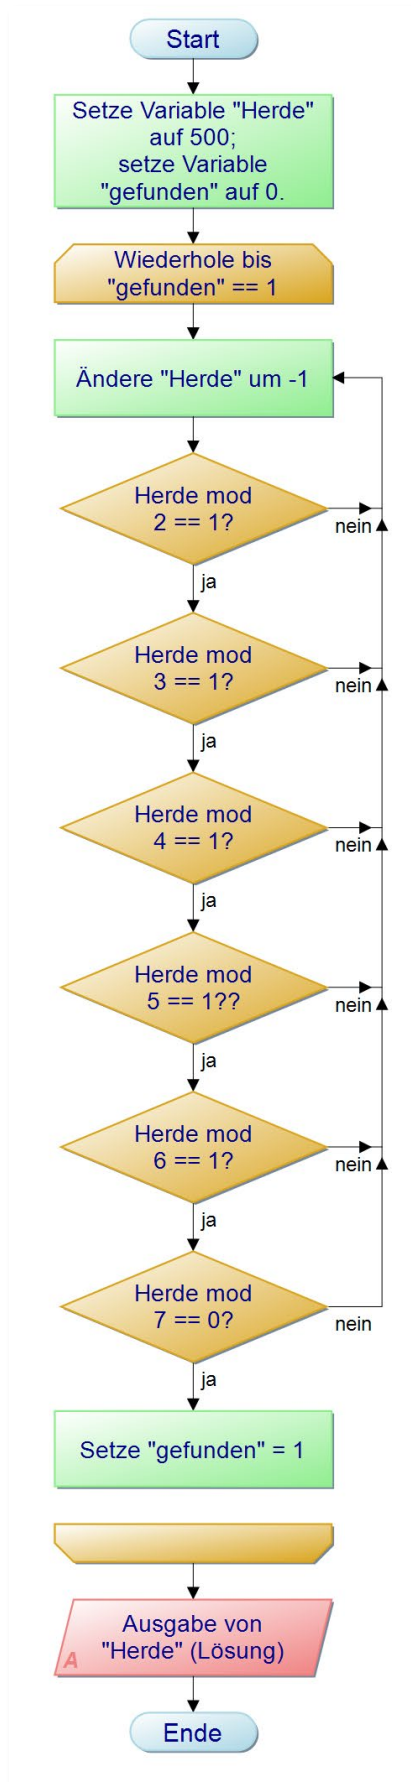 Start
Setze Variable "Herde"
auf 500;
setze Variable
"gefunden" auf 0.
Wiederhole bis
"gefunden" == 1
Ändere "Herde" um -1
Herde mod
2 == 1?
nein
ja
Herde mod
3 == 1?
nein
ja
Herde mod
4 == 1?
nein
ja
Herde mod
5 == 1??
nein
ja
Herde mod
6 == 1?
nein
ja
Herde mod
7 == 0?
nein
ja
Setze "gefunden" = 1
Ausgabe von
"Herde" (Lösung)
A
Ende